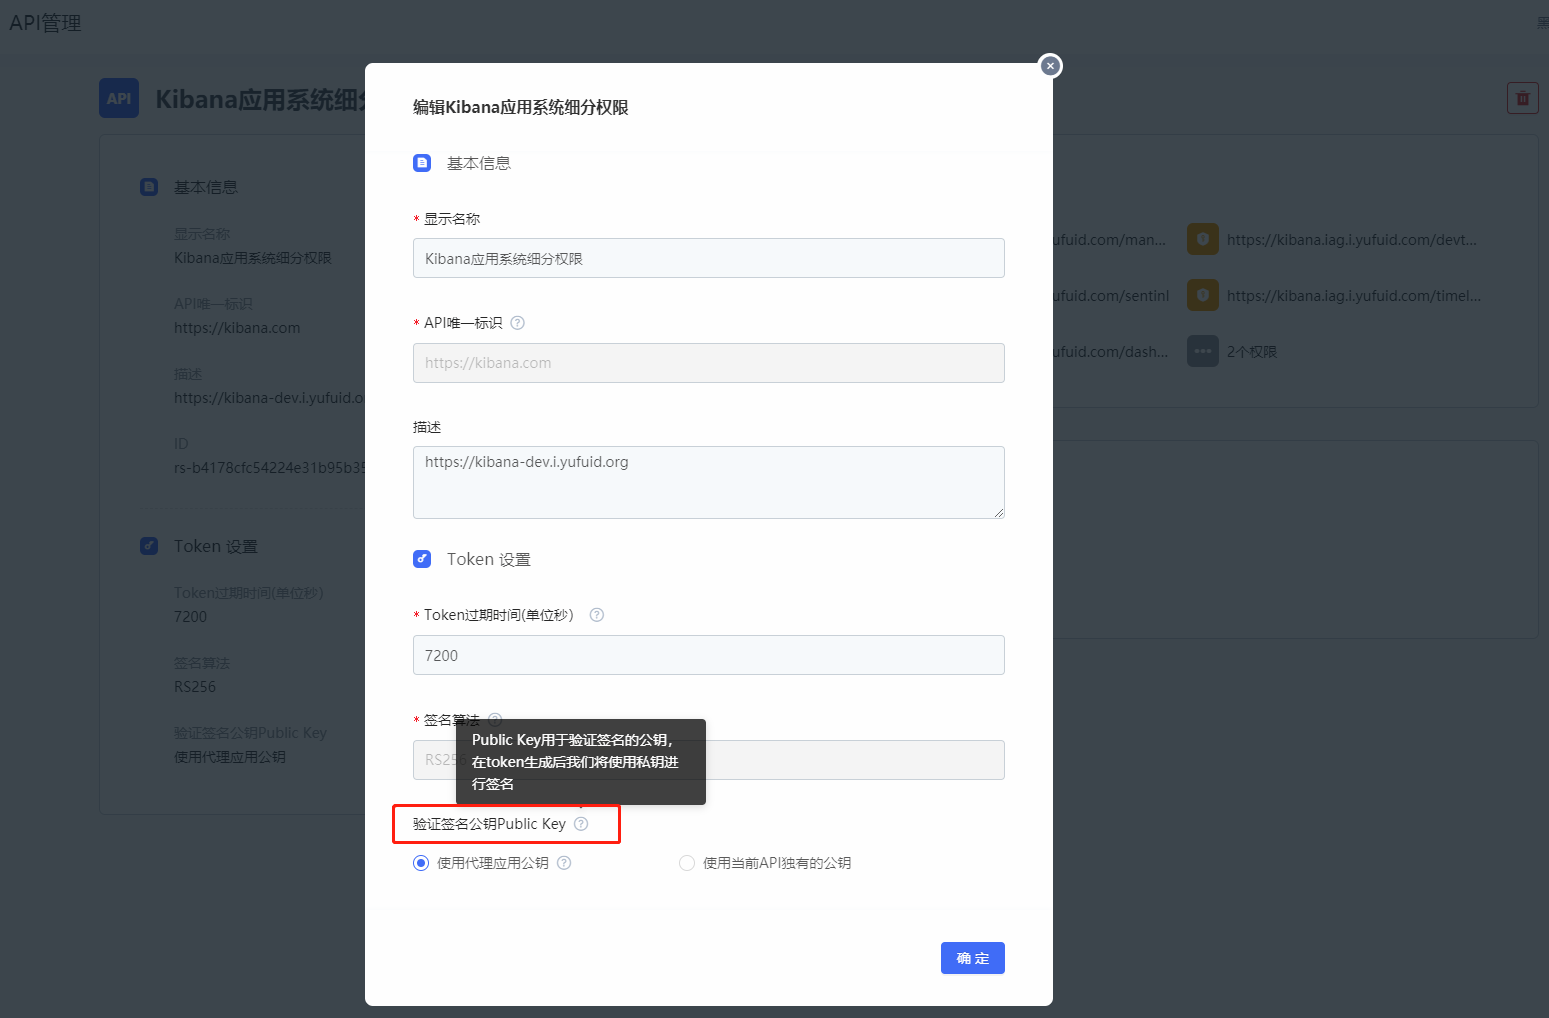 API管理
API
Kibana应用系统细
基本信息
显示名称
Kibana应用系统细分权限
API唯一标识
https://kibana.com
描述
https://kibana-dev.i.yufuid.o
ID
rs-b4178cfc54224e31b95b35
Token 设置
Token过期时间(单位秒)
7200
签名算法
RS256
验证签名公钥Public Key
使用代理应用公钥
编辑Kibana应用系统细分权限
基本信息
* 显示名称
Kibana应用系统细分权限
* API唯一标识 ?
https://kibana.com
描述
https://kibana-dev.i.yufuid.org
Token 设置
* Token过期时间(单位秒) ?
7200
* 签名算法 ?
RS256
Public Key用于验证签名的公钥,
在token生成后我们将使用私钥进
行签名
验证签名公钥Public Key ?
使用代理应用公钥 ?
使用当前API独有的公钥
确 定
ufuid.com/man...
https://kibana.iag.i.yufuid.com/devt...
ufuid.com/sentinl
https://kibana.iag.i.yufuid.com/timel...
ufuid.com/dash...
2个权限